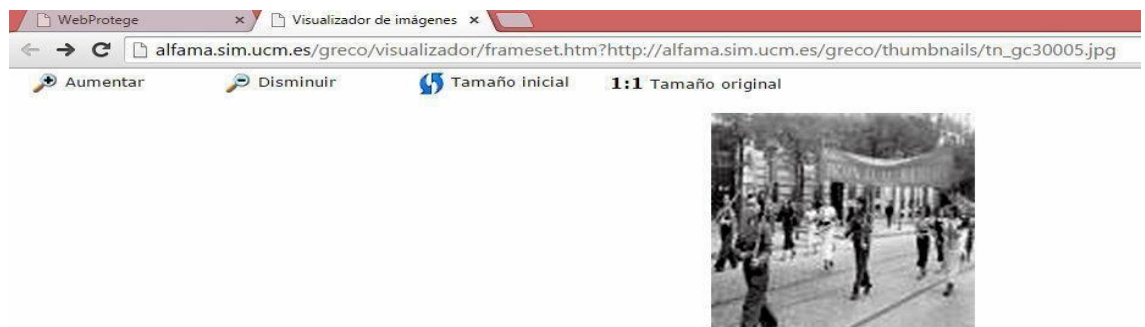 WebProtege × Visualizador de imágenes ×
alfama.sim.ucm.es/greco/visualizador/frameset.htm?http://alfama.sim.ucm.es/greco/thumbnails/tn_gc30005.jpg
Aumentar Disminuir Tamaño inicial 1:1 Tamaño original